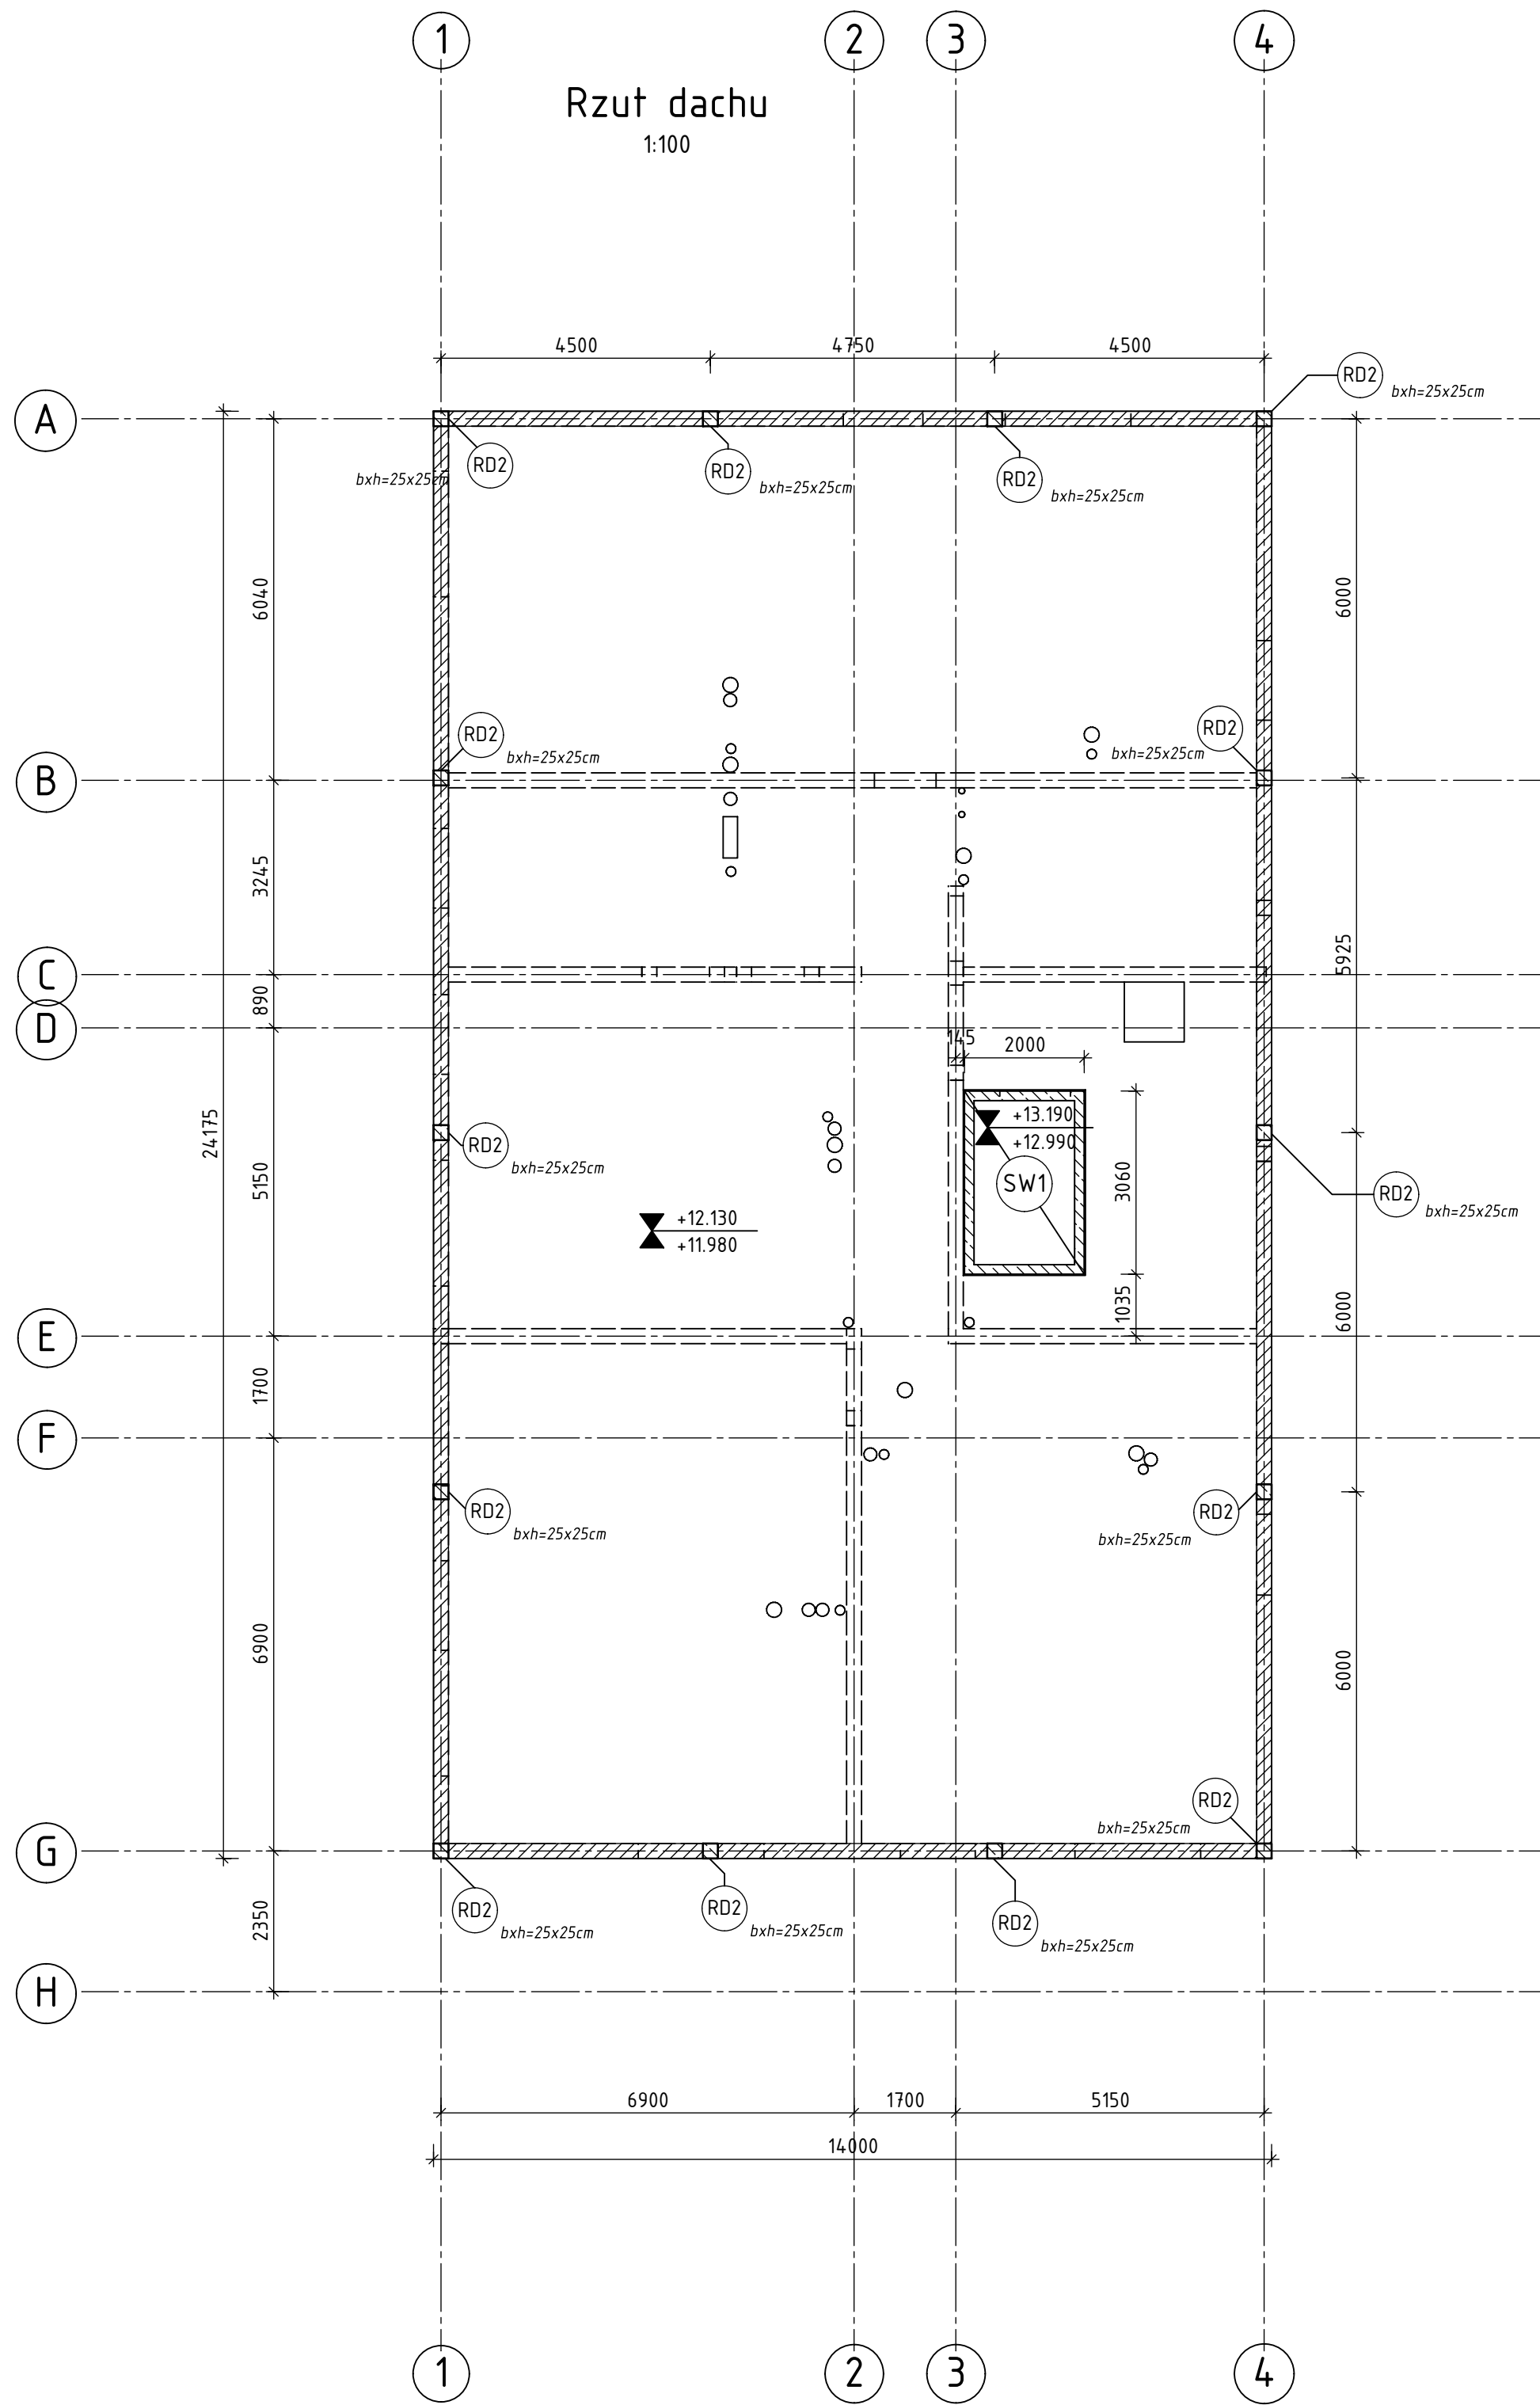 1 2 3 4
Rzut dachu
1:100
4500 4750 4500
RD2
bxh=25x25cm
A
RD2
bxh=25x25cm
RD2
bxh=25x25cm
RD2
bxh=25x25cm
6040
6000
RD2
bxh=25x25cm
RD2
bxh=25x25cm
B
3245
5925
C
890
D
145 2000
24175
5150
RD2
bxh=25x25cm
+13.190
+12.990
SW1
3060
RD2
bxh=25x25cm
+12.130
+11.980
1035
6000
E
1700
F
RD2
bxh=25x25cm
RD2
bxh=25x25cm
6900
6000
RD2
bxh=25x25cm
G
2350
RD2
bxh=25x25cm
RD2
bxh=25x25cm
RD2
bxh=25x25cm
H
6900 1700 5150
14000
1 2 3 4